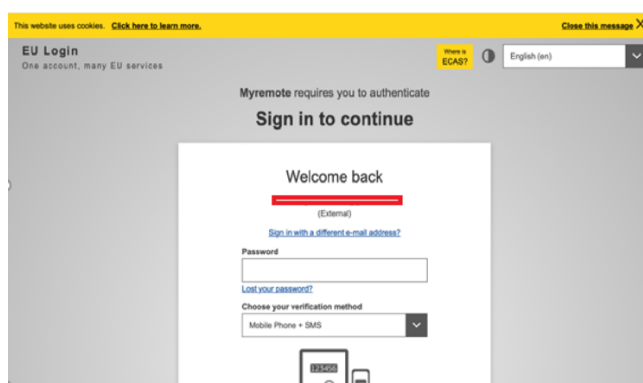 This website uses cookies. Click here to learn more.
Close this message X
EU Login
One account, many EU services
Where is
ECAS?
English (en)
Myremote requires you to authenticate
Sign in to continue
Welcome back
(External)
Sign in with a different e-mail address?
Password
Lost your password?
Choose your verification method
Mobile Phone + SMS
123456